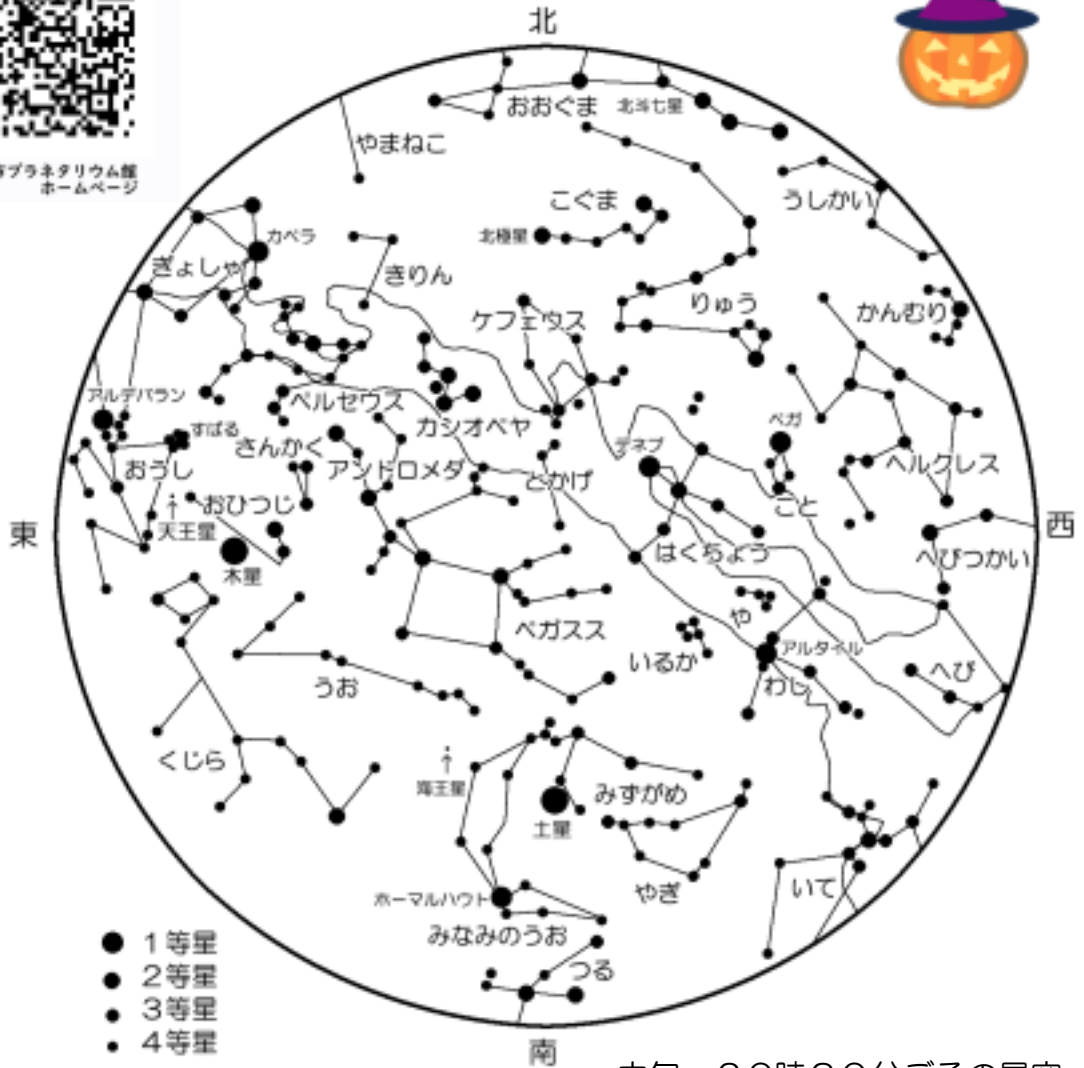 北
プラネタリウム館
ホームページ
おおぐま
北斗七星
やまねこ
こぐま
うしかい
北極星
カペラ
ぎょしゃ
きりん
りゅう
かんむり
ケフェウス
アルデバラン
ペルセウス
カシオペヤ
ベガ
すばる
さんかく
デネブ
おうし
アンドロメダ
とかげ
ヘルクレス
おひつじ
こと
東
天王星
西
はくちょう
へびつかい
木星
や
ペガスス
アルタイル
いるか
へび
うお
わし
くじら
海王星
みずがめ
土星
やぎ
いて
ホーマルハウト
みなみのうお
つる
1等星
2等星
3等星
4等星
南